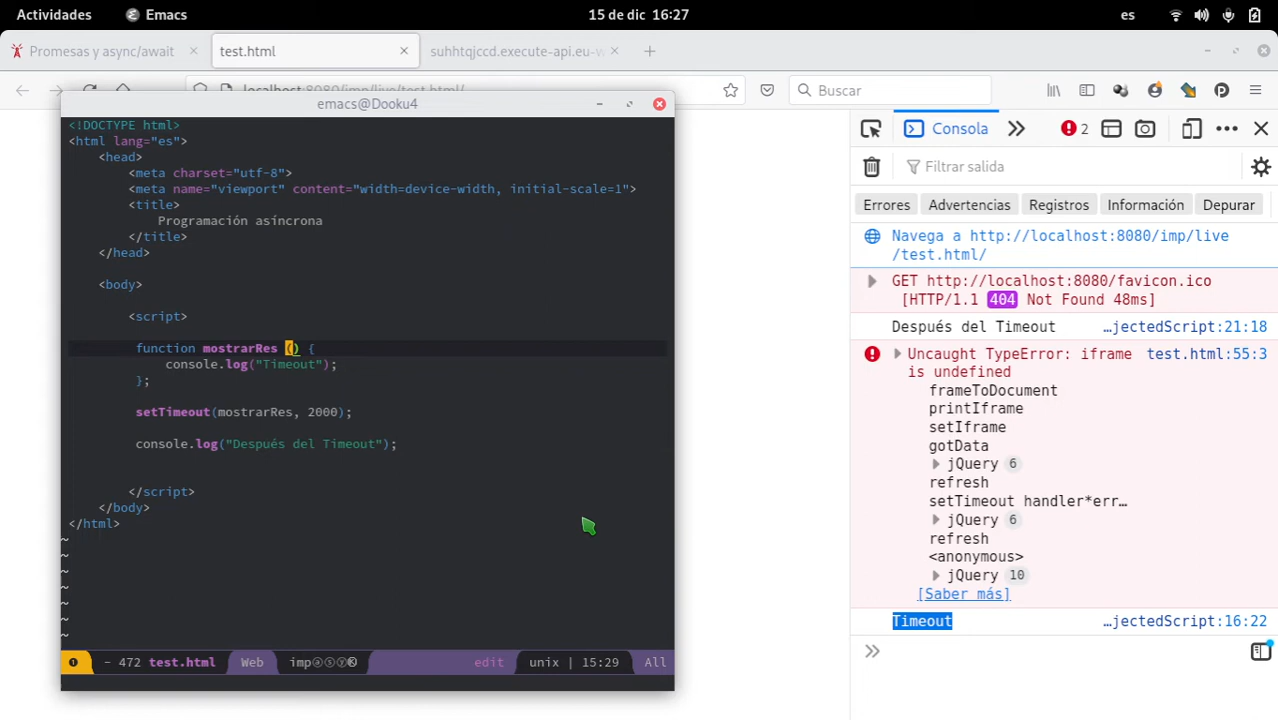 Actividades
Emacs
15 de dic 16:27
es
Promesas y async/await
test.html
suhhtqjccd.execute-api.eu-w
localhost:8080/imp/live/test.html/
Buscar
emacs@Dooku4
<!DOCTYPE html>
<html lang="es">
<head>
<meta charset="utf-8">
<meta name="viewport" content="width=device-width, initial-scale=1">
<title>
Programación asíncrona
</title>
</head>
<body>
<script>
function mostrarRes () {
console.log("Timeout");
};
setTimeout(mostrarRes, 2000);
console.log("Después del Timeout");
</script>
</body>
</html>
~
~
~
~
~
~
~
- 472 test.html
Web
edit
unix | 15:29
All
Consola
2
Filtrar salida
Errores
Advertencias
Registros
Información
Depurar
Navega a http://localhost:8080/imp/live
/test.html/
GET http://localhost:8080/favicon.ico
[HTTP/1.1 404 Not Found 48ms]
Después del Timeout …jectedScript:21:18
Uncaught TypeError: iframe test.html:55:3
is undefined
frameToDocument
printIframe
setIframe
gotData
jQuery 6
refresh
setTimeout handler*err…
jQuery 6
refresh
<anonymous>
jQuery 10
[Saber más]
Timeout …jectedScript:16:22